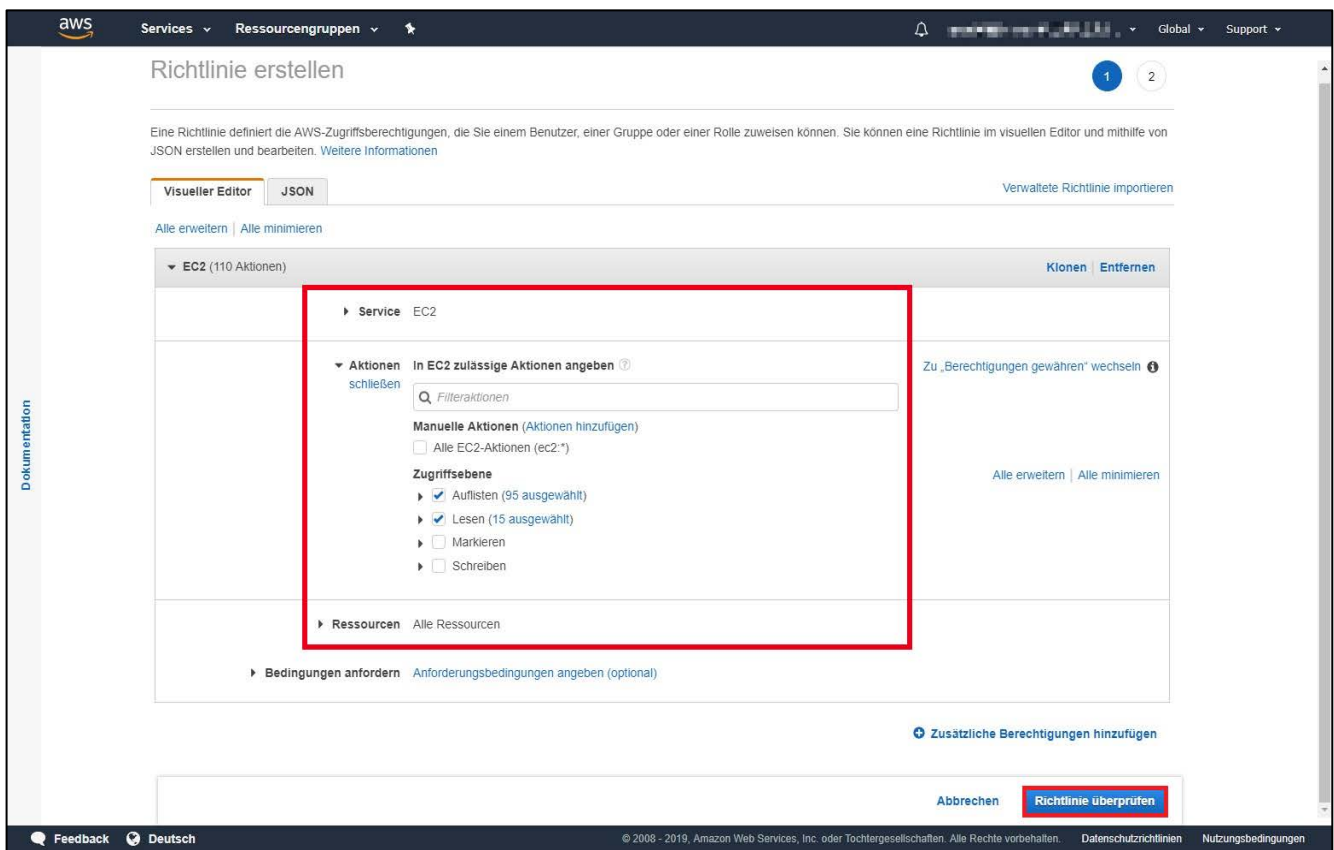 aws Services Ressourcengruppen Global Support
Richtlinie erstellen 1 2
Eine Richtlinie definiert die AWS-Zugriffsberechtigungen, die Sie einem Benutzer, einer Gruppe oder einer Rolle zuweisen können. Sie können eine Richtlinie im visuellen Editor und mithilfe von
JSON erstellen und bearbeiten. Weitere Informationen
Visueller Editor JSON Verwaltete Richtlinie importieren
Alle erweitern | Alle minimieren
EC2 (110 Aktionen) Klonen | Entfernen
Service EC2
Aktionen In EC2 zulässige Aktionen angeben ? Zu „Berechtigungen gewähren“ wechseln i
schließen
Filteraktionen
Manuelle Aktionen (Aktionen hinzufügen)
Alle EC2-Aktionen (ec2:*)
Zugriffsebene Alle erweitern | Alle minimieren
Auflisten (95 ausgewählt)
Lesen (15 ausgewählt)
Markieren
Schreiben
Dokumentation
Ressourcen Alle Ressourcen
Bedingungen anfordern Anforderungsbedingungen angeben (optional)
Zusätzliche Berechtigungen hinzufügen
Abbrechen Richtlinie überprüfen
Feedback Deutsch © 2008 - 2019, Amazon Web Services, Inc. oder Tochtergesellschaften. Alle Rechte vorbehalten. Datenschutzrichtlinien Nutzungsbedingungen